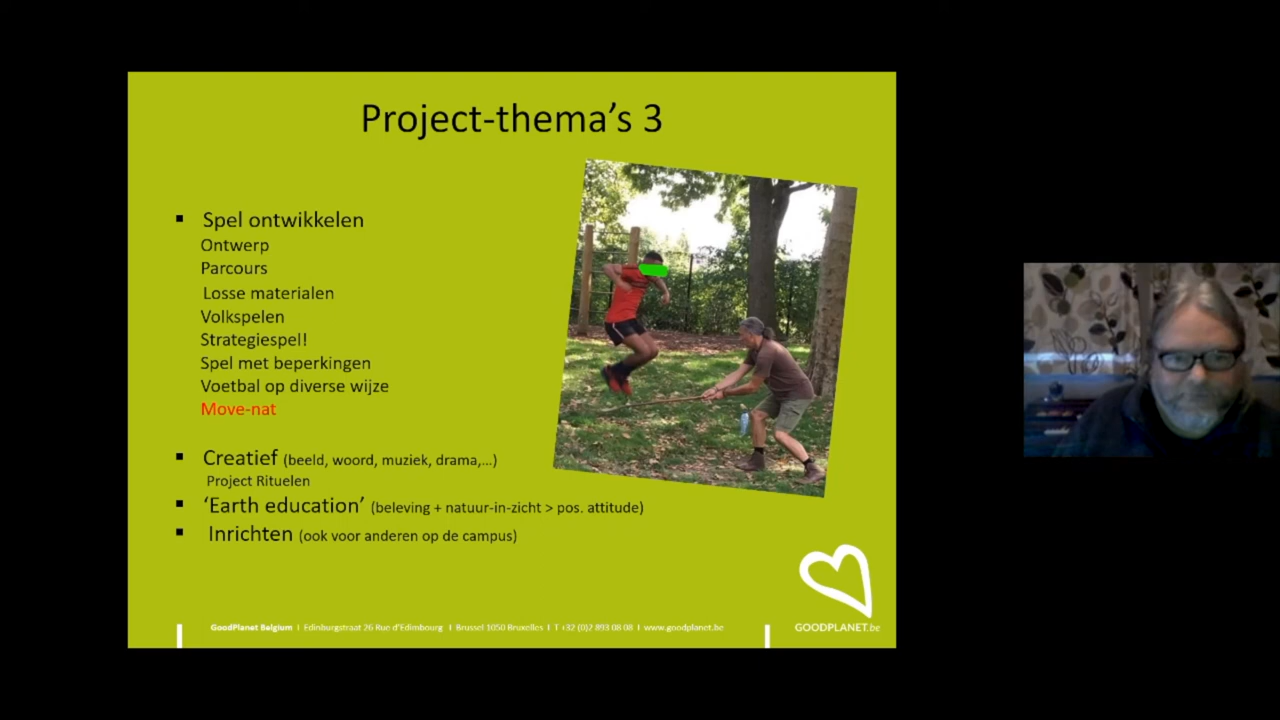 Project-thema's 3
▪ Spel ontwikkelen
Ontwerp
Parcours
Losse materialen
Volkspelen
Strategiespel!
Spel met beperkingen
Voetbal op diverse wijze
Move-nat
▪ Creatief (beeld, woord, muziek, drama,...)
Project Rituelen
▪ ‘Earth education’ (beleving + natuur-in-zicht > pos. attitude)
▪ Inrichten (ook voor anderen op de campus)
GoodPlanet Belgium I Edinburgstraat 26 Rue d'Edimbourg I Brussel 1050 Bruxelles I T +32 (0)2 893 08 08 I www.goodplanet.be
GOODPLANET.be